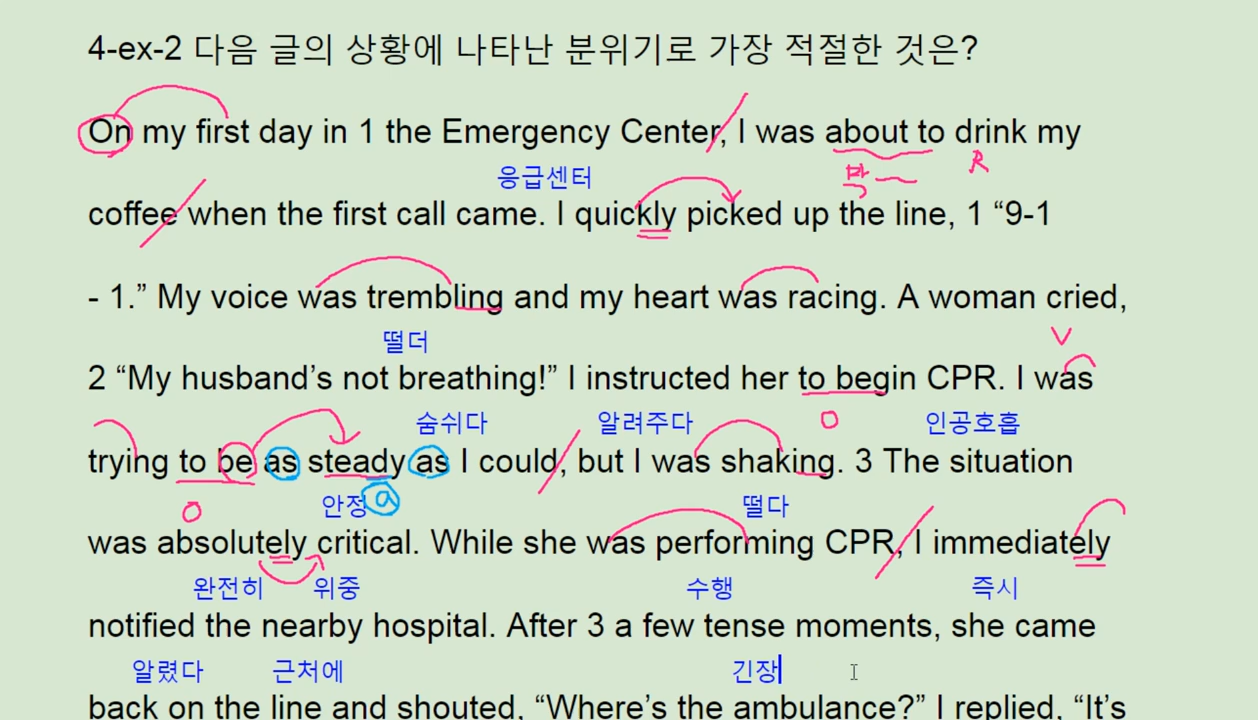 4-ex-2 다음 글의 상황에 나타난 분위기로 가장 적절한 것은?
On my first day in 1 the Emergency Center, I was about to drink my
응급센터 막~ R
coffee when the first call came. I quickly picked up the line, 1 “9-1
- 1.” My voice was trembling and my heart was racing. A woman cried,
떨더 V
2 “My husband’s not breathing!” I instructed her to begin CPR. I was
숨쉬다 알려주다 o 인공호흡
trying to be as steady as I could, but I was shaking. 3 The situation
o 안정 a 떨다
was absolutely critical. While she was performing CPR, I immediately
완전히 위중 수행 즉시
notified the nearby hospital. After 3 a few tense moments, she came
알렸다 근처에 긴장
back on the line and shouted, “Where’s the ambulance?” I replied, “It’s